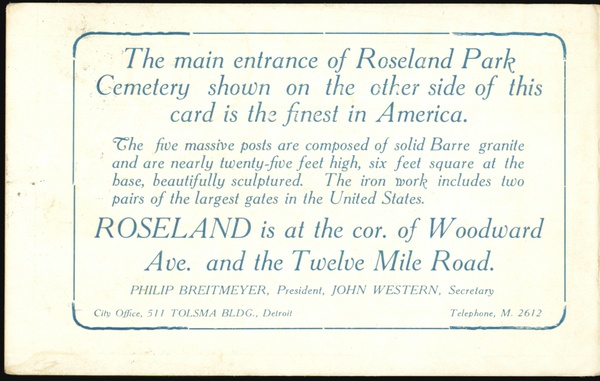 The main entrance of Roseland Park
Cemetery shown on the other side of this
card is the finest in America.
The five massive posts are composed of solid Barre granite
and are nearly twenty-five feet high, six feet square at the
base, beautifully sculptured. The iron work includes two
pairs of the largest gates in the United States.
ROSELAND is at the cor. of Woodward
Ave. and the Twelve Mile Road.
PHILIP BREITMEYER, President, JOHN WESTERN, Secretary
City Office, 511 TOLSMA BLDG., Detroit Telephone, M. 2612